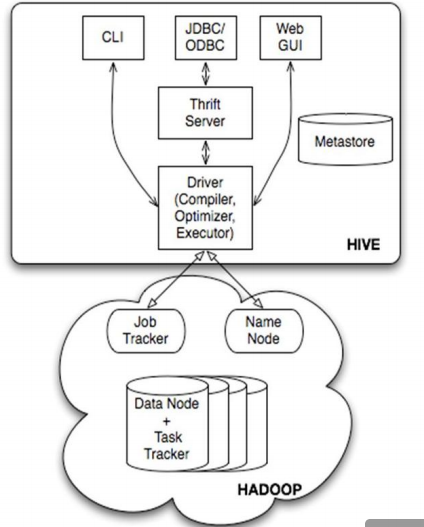 CLI
JDBC/
ODBC
Web
GUI
Thrift
Server
Metastore
Driver
(Compiler,
Optimizer,
Executor)
HIVE
Job
Tracker
Name
Node
Data Node
+
Task
Tracker
HADOOP